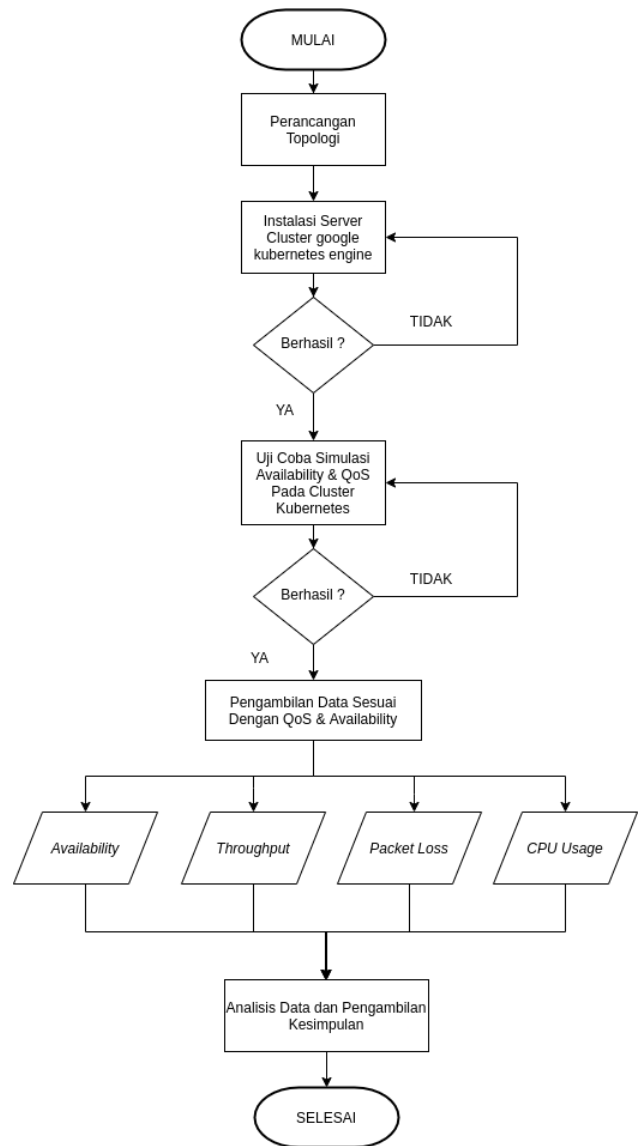 MULAI
Perancangan
Topologi
Instalasi Server
Cluster google
kubernetes engine
Berhasil ?
TIDAK
YA
Uji Coba Simulasi
Availability & QoS
Pada Cluster
Kubernetes
Berhasil ?
TIDAK
YA
Pengambilan Data Sesuai
Dengan QoS & Availability
Availability
Throughput
Packet Loss
CPU Usage
Analisis Data dan Pengambilan
Kesimpulan
SELESAI